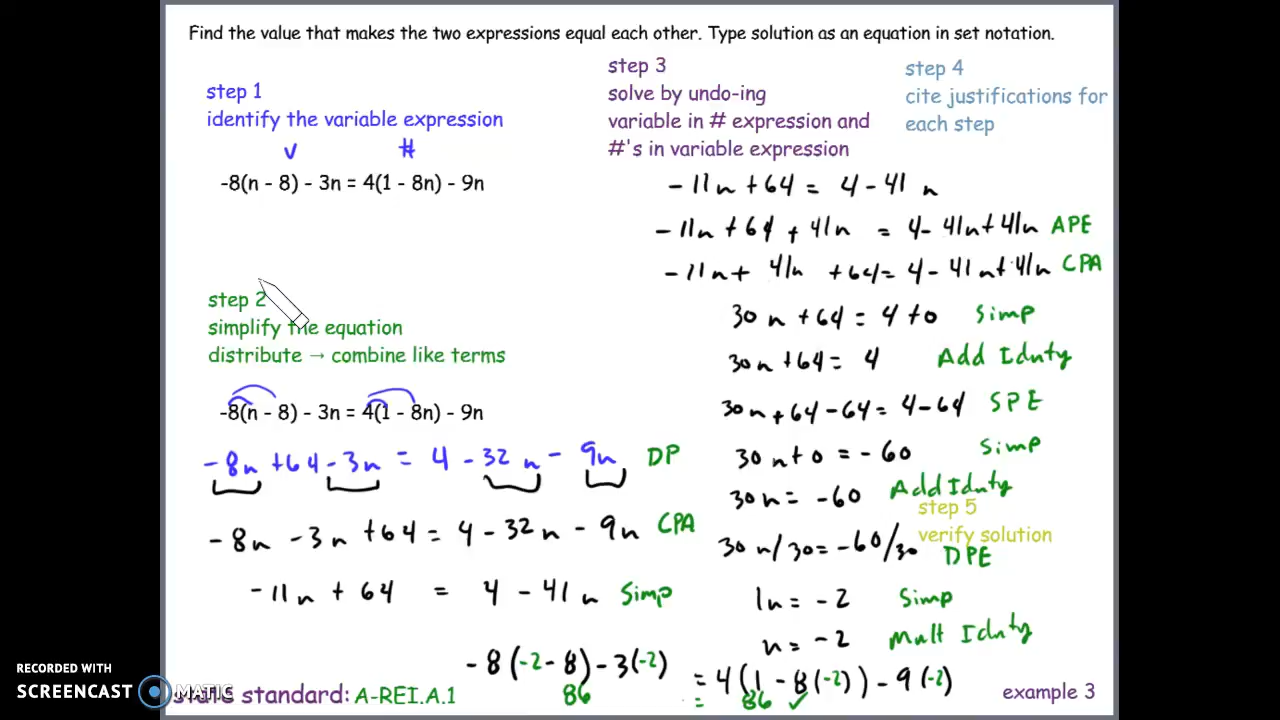 Find the value that makes the two expressions equal each other. Type solution as an equation in set notation.
step 1
identify the variable expression
v #
-8(n - 8) - 3n = 4(1 - 8n) - 9n
step 2
simplify the equation
distribute → combine like terms
-8(n - 8) - 3n = 4(1 - 8n) - 9n
-8n +64 -3n = 4 - 32n - 9n DP
-8n -3n +64 = 4 - 32n - 9n CPA
-11n + 64 = 4 - 41n Simp
step 3
solve by undo-ing
variable in # expression and
#'s in variable expression
step 4
cite justifications for
each step
-11n +64 = 4 - 41n
-11n +64 + 41n = 4 - 41n + 41n APE
-11n + 41n +64 = 4 - 41n + 41n CPA
30n +64 = 4 +0 Simp
30n +64 = 4 Add Idnty
30n +64 -64 = 4 -64 SPE
30n +0 = -60 Simp
30n = -60 Add Idnty
step 5
verify solution
30n/30 = -60/30 DPE
1n = -2 Simp
n = -2 Mult Idnty
-8(-2 - 8) - 3(-2) = 4(1 - 8(-2)) - 9(-2)
86 = 86 ✓
RECORDED WITH
SCREENCAST MATIC
state standard: A-REI.A.1
example 3